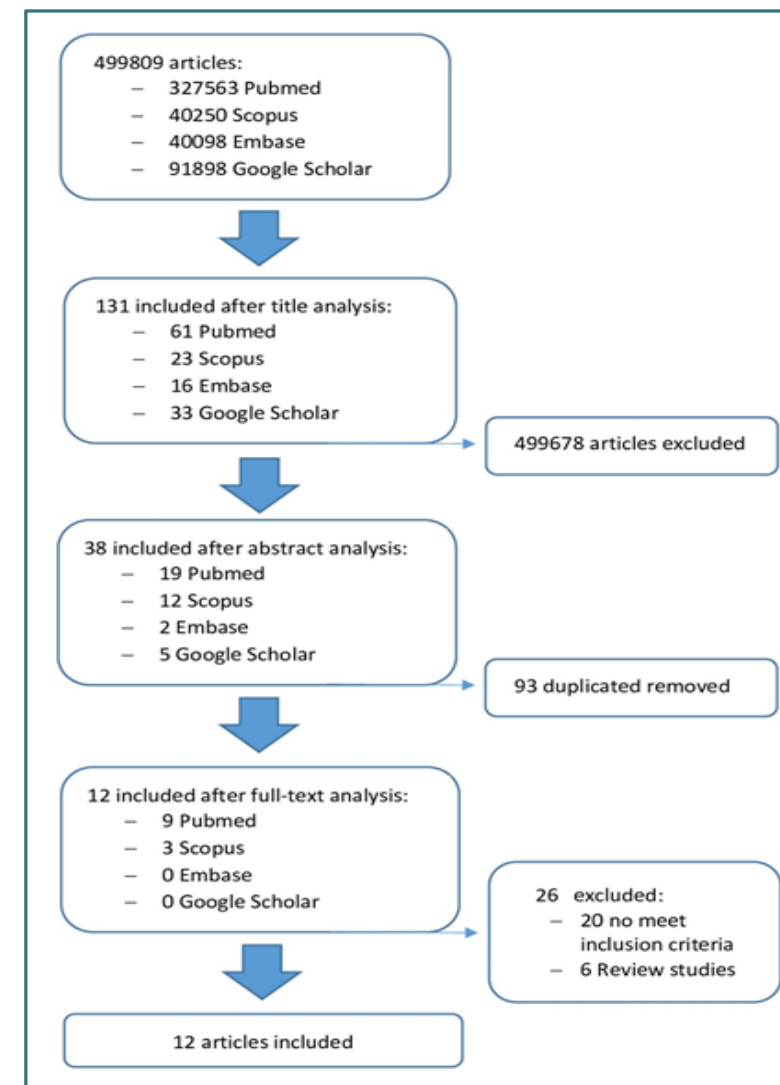 499809 articles:
– 327563 Pubmed
– 40250 Scopus
– 40098 Embase
– 91898 Google Scholar
131 included after title analysis:
– 61 Pubmed
– 23 Scopus
– 16 Embase
– 33 Google Scholar
499678 articles excluded
38 included after abstract analysis:
– 19 Pubmed
– 12 Scopus
– 2 Embase
– 5 Google Scholar
93 duplicated removed
12 included after full-text analysis:
– 9 Pubmed
– 3 Scopus
– 0 Embase
– 0 Google Scholar
26 excluded:
– 20 no meet
inclusion criteria
– 6 Review studies
12 articles included